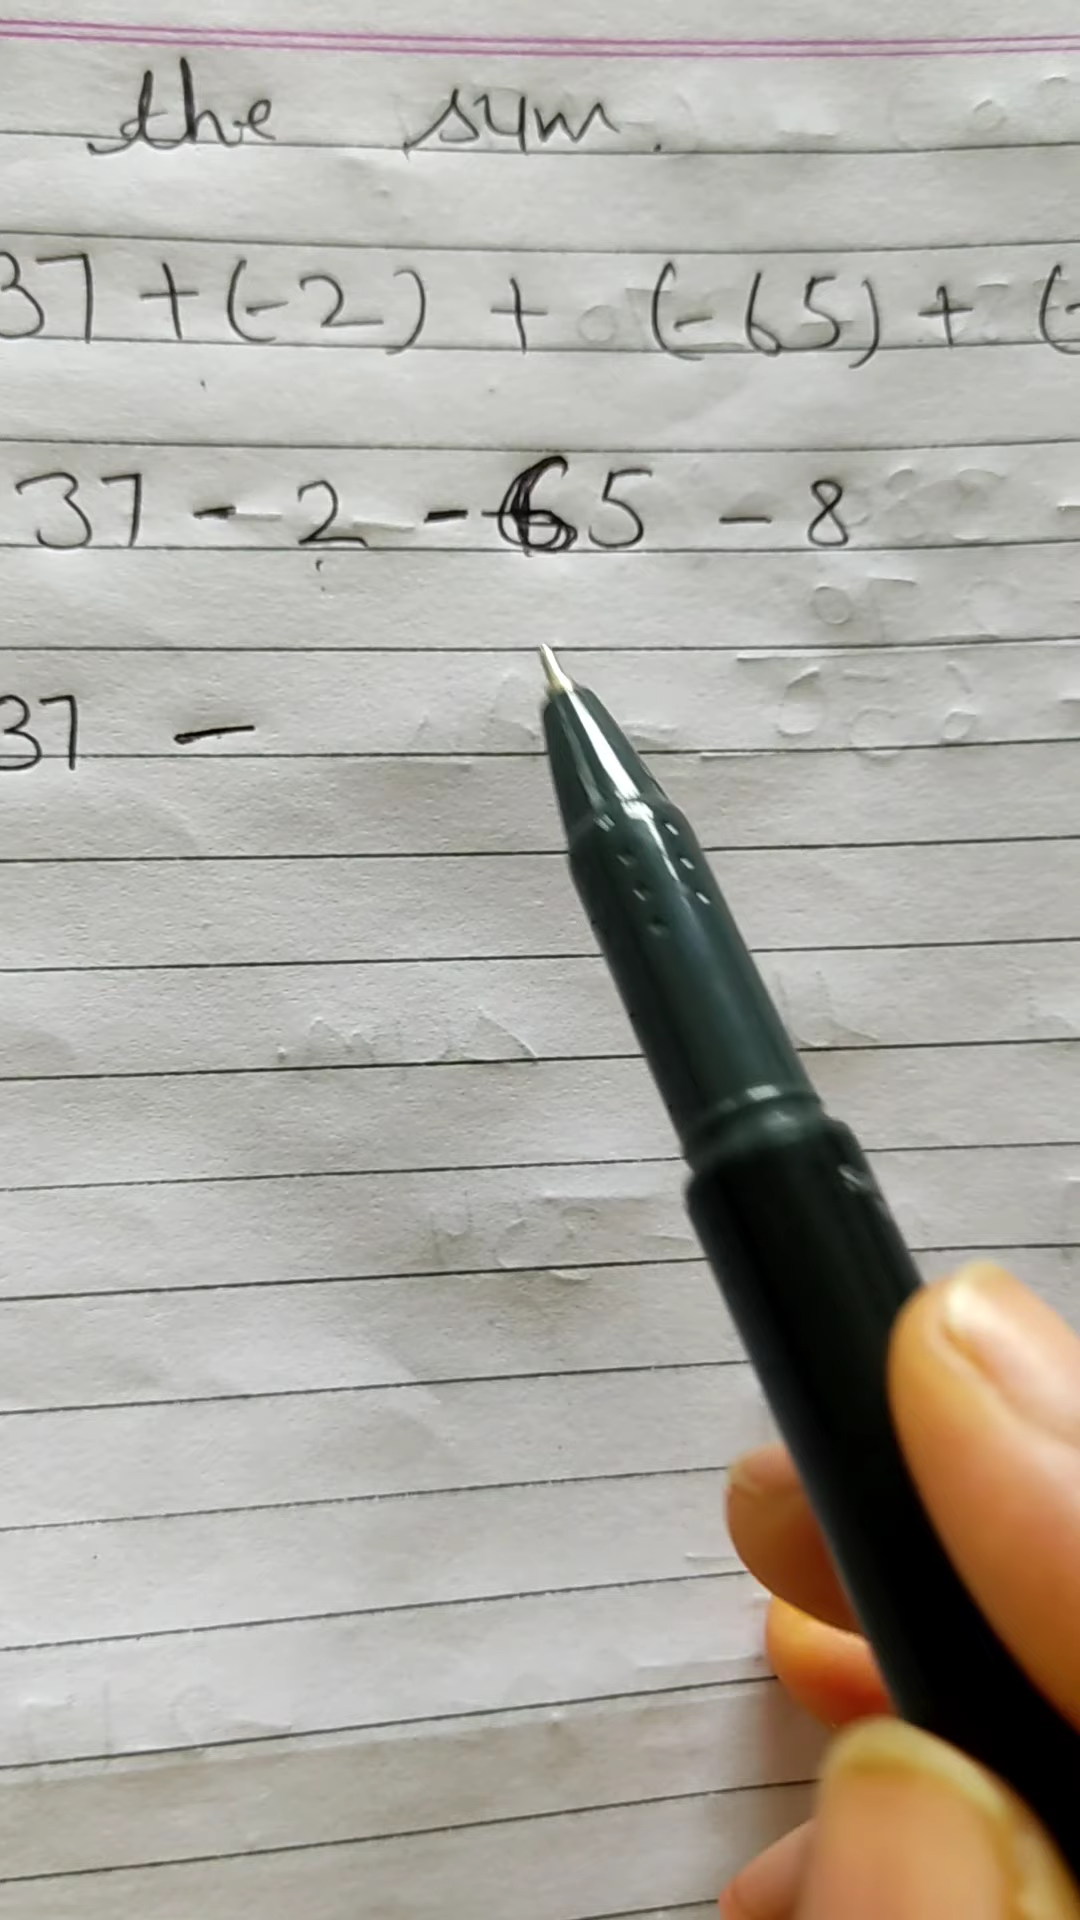 the sum.
37 + (-2) + (-65) + (-
37 - 2 - 65 - 8
37 -